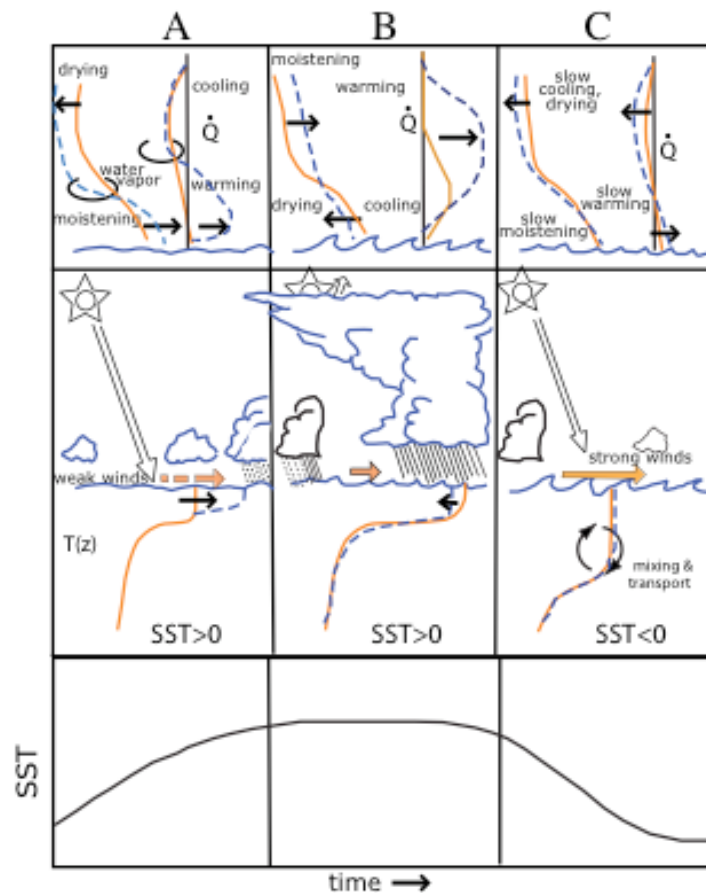 A
B
C
drying
cooling
Q̇
water
vapor
warming
moistening
moistening
warming
Q̇
drying
cooling
slow
cooling,
drying
Q̇
slow
warming
slow
moistening
weak winds
T(z)
SST>0
SST>0
strong winds
mixing &
transport
SST<0
SST
time